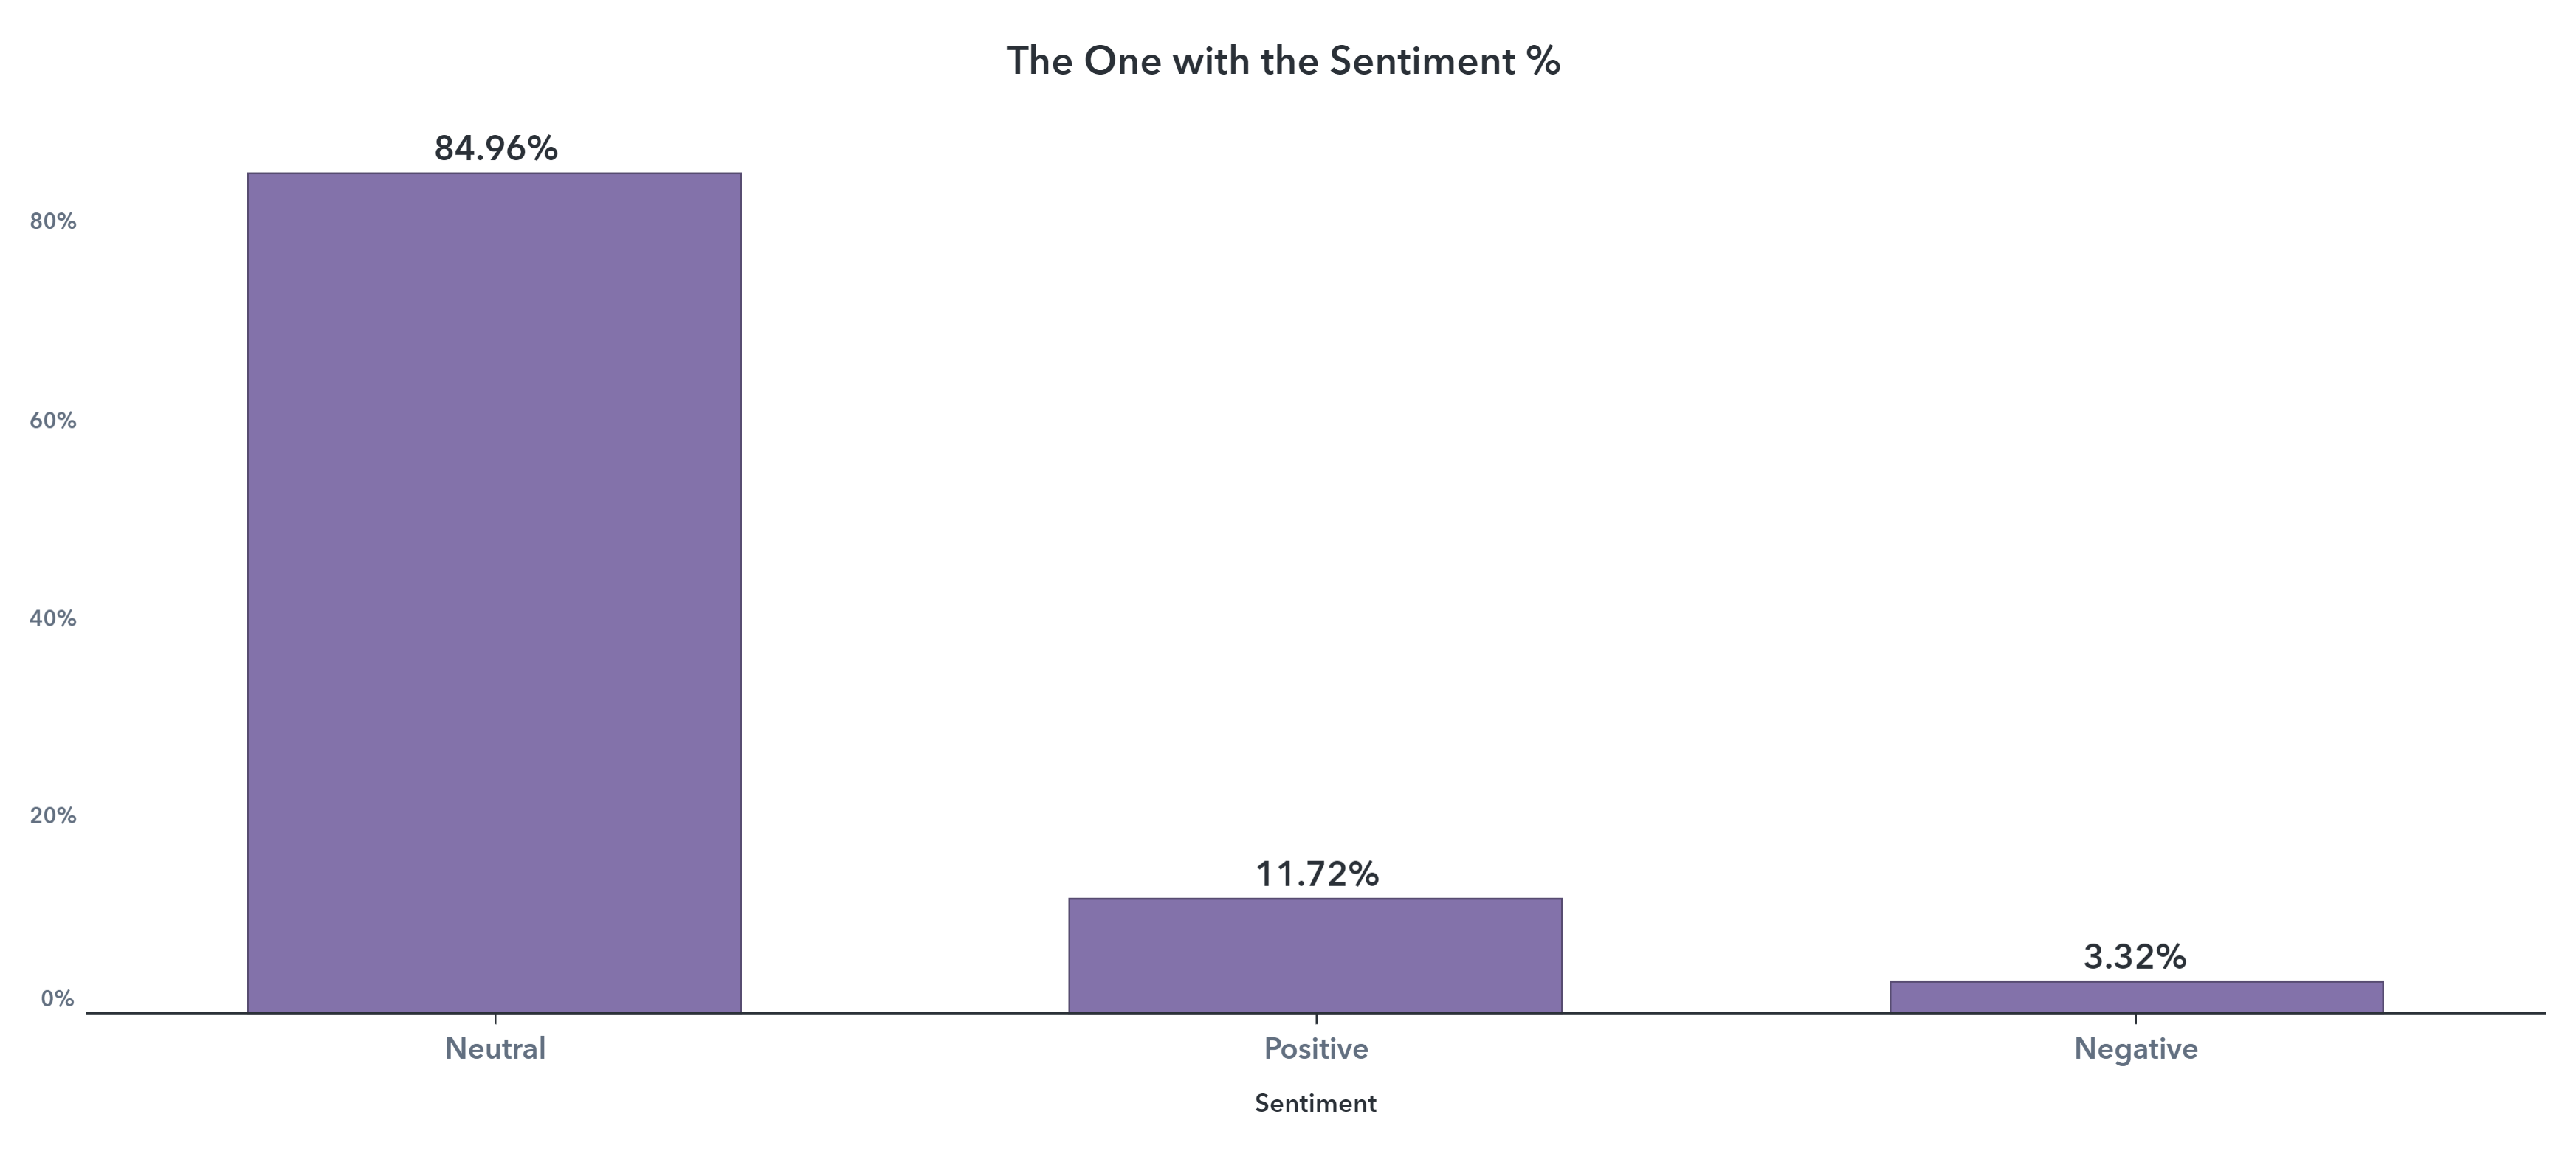 The One with the Sentiment %
84.96%
80%
60%
40%
20%
11.72%
3.32%
0%
Neutral
Positive
Negative
Sentiment